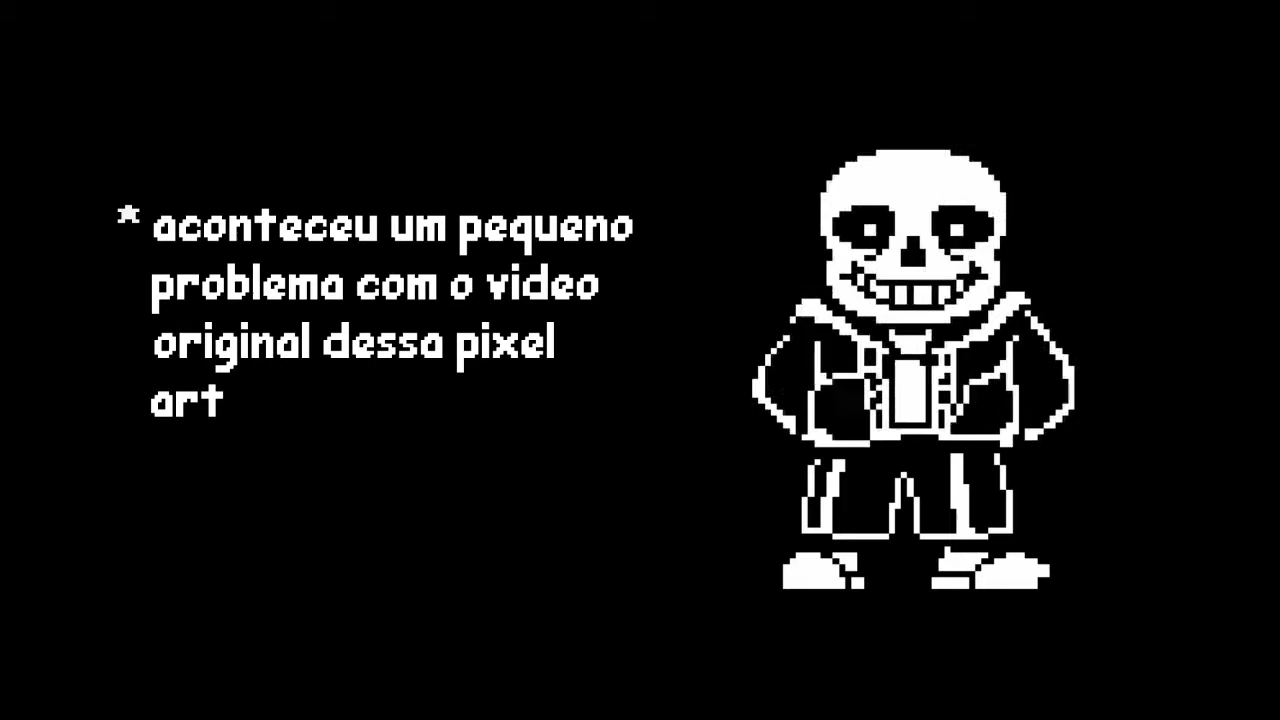 * aconteceu um pequeno
problema com o video
original dessa pixel
art